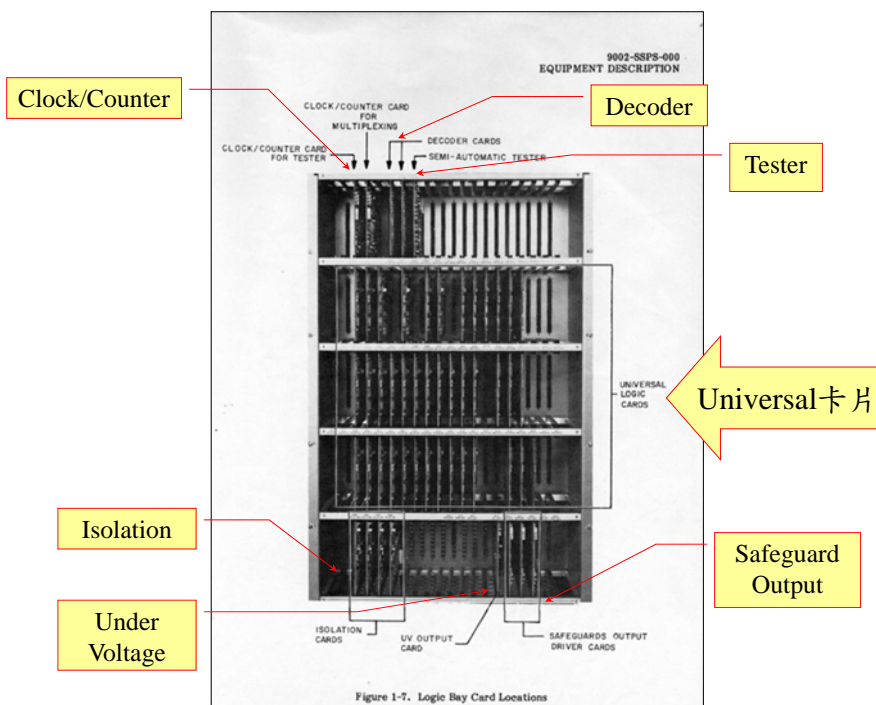 9002-SSPS-000
EQUIPMENT DESCRIPTION
Clock/Counter
CLOCK/COUNTER CARD
FOR
MULTIPLEXING
Decoder
DECODER CARDS
CLOCK/COUNTER CARD
FOR TESTER
SEMI-AUTOMATIC TESTER
Tester
UNIVERSAL
LOGIC
CARDS
Universal卡片
Isolation
Safeguard
Output
Under
Voltage
ISOLATION
CARDS
UV OUTPUT
CARD
SAFEGUARDS OUTPUT
DRIVER CARDS
Figure 1-7. Logic Bay Card Locations